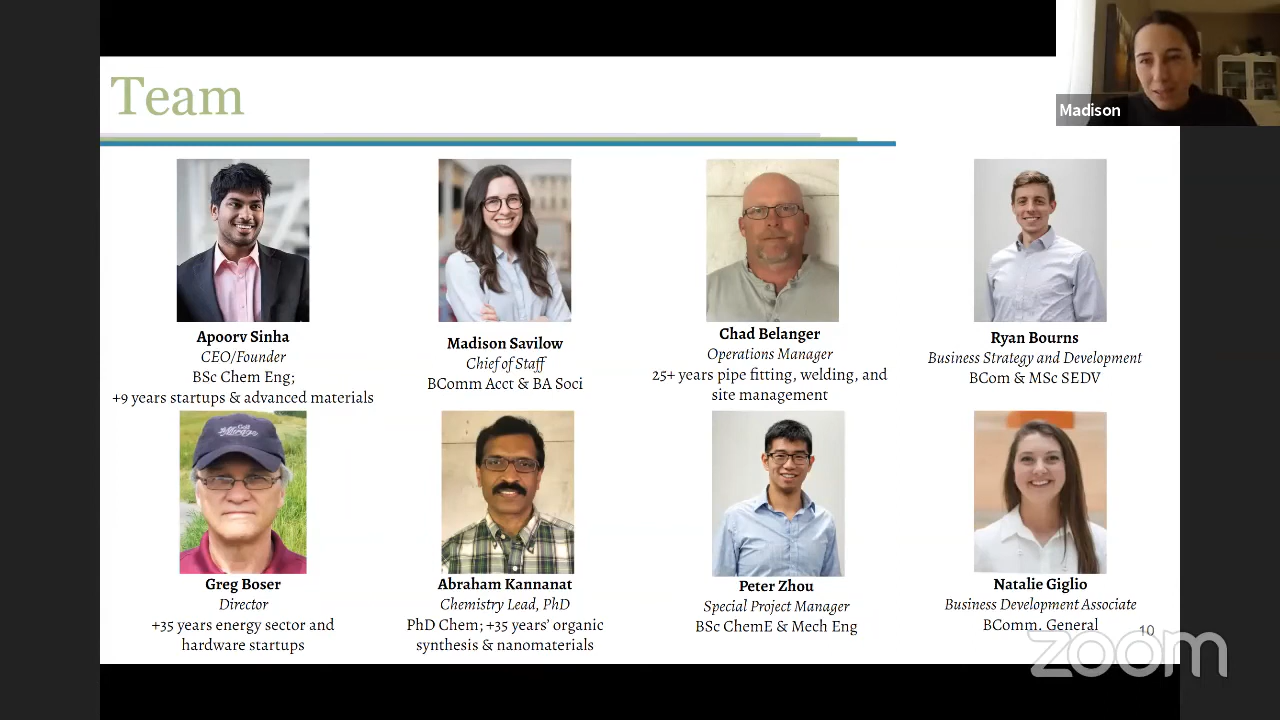 Team
Madison
Apoorv Sinha
CEO/Founder
BSc Chem Eng;
+9 years startups & advanced materials
Madison Savilow
Chief of Staff
BComm Acct & BA Soci
Chad Belanger
Operations Manager
25+ years pipe fitting, welding, and
site management
Ryan Bourns
Business Strategy and Development
BCom & MSc SEDV
Greg Boser
Director
+35 years energy sector and
hardware startups
Abraham Kannanat
Chemistry Lead, PhD
PhD Chem; +35 years’ organic
synthesis & nanomaterials
Peter Zhou
Special Project Manager
BSc ChemE & Mech Eng
Natalie Giglio
Business Development Associate
BComm. General
10
zoom